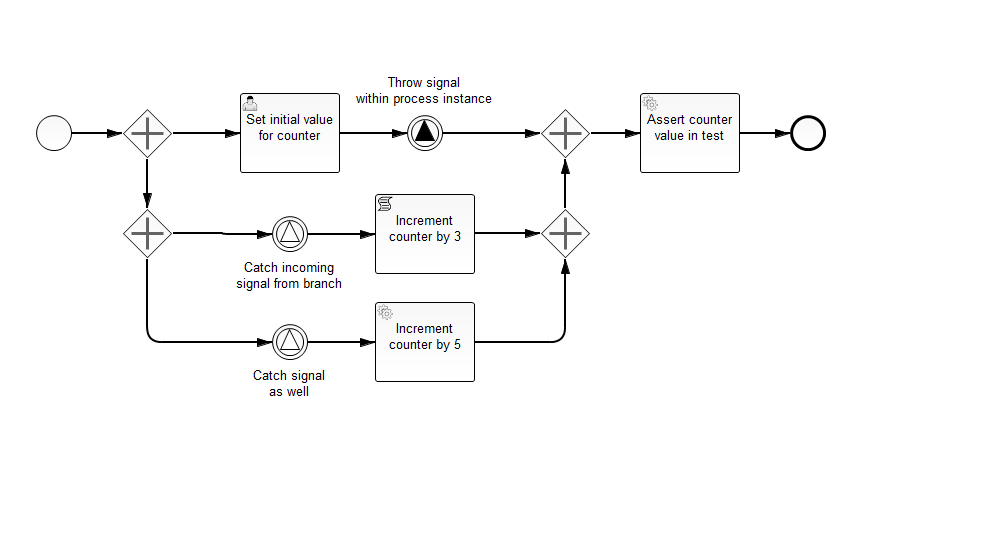 Throw signal
within process instance
Set initial value
for counter
Assert counter
value in test
Increment
counter by 3
Catch incoming
signal from branch
Increment
counter by 5
Catch signal
as well